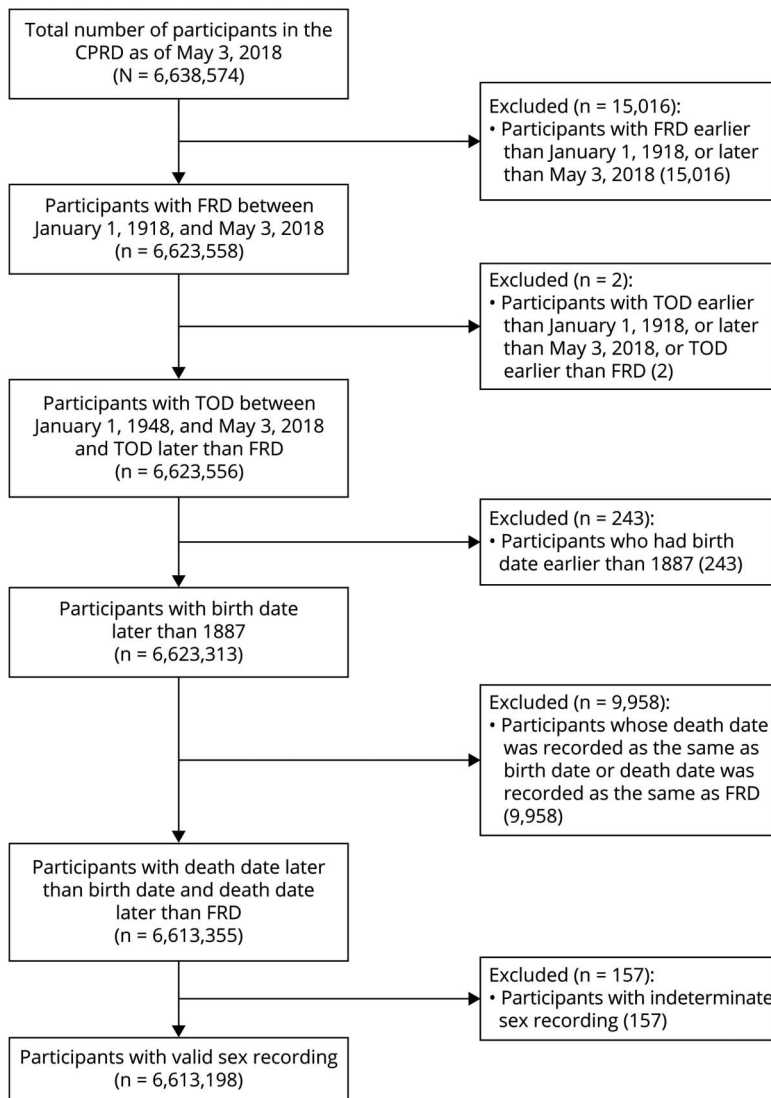 Total number of participants in the
CPRD as of May 3, 2018
(N = 6,638,574)
Excluded (n = 15,016):
• Participants with FRD earlier
than January 1, 1918, or later
than May 3, 2018 (15,016)
Participants with FRD between
January 1, 1918, and May 3, 2018
(n = 6,623,558)
Excluded (n = 2):
• Participants with TOD earlier
than January 1, 1918, or later
than May 3, 2018, or TOD
earlier than FRD (2)
Participants with TOD between
January 1, 1948, and May 3, 2018
and TOD later than FRD
(n = 6,623,556)
Excluded (n = 243):
• Participants who had birth
date earlier than 1887 (243)
Participants with birth date
later than 1887
(n = 6,623,313)
Excluded (n = 9,958):
• Participants whose death date
was recorded as the same as
birth date or death date was
recorded as the same as FRD
(9,958)
Participants with death date later
than birth date and death date
later than FRD
(n = 6,613,355)
Excluded (n = 157):
• Participants with indeterminate
sex recording (157)
Participants with valid sex recording
(n = 6,613,198)